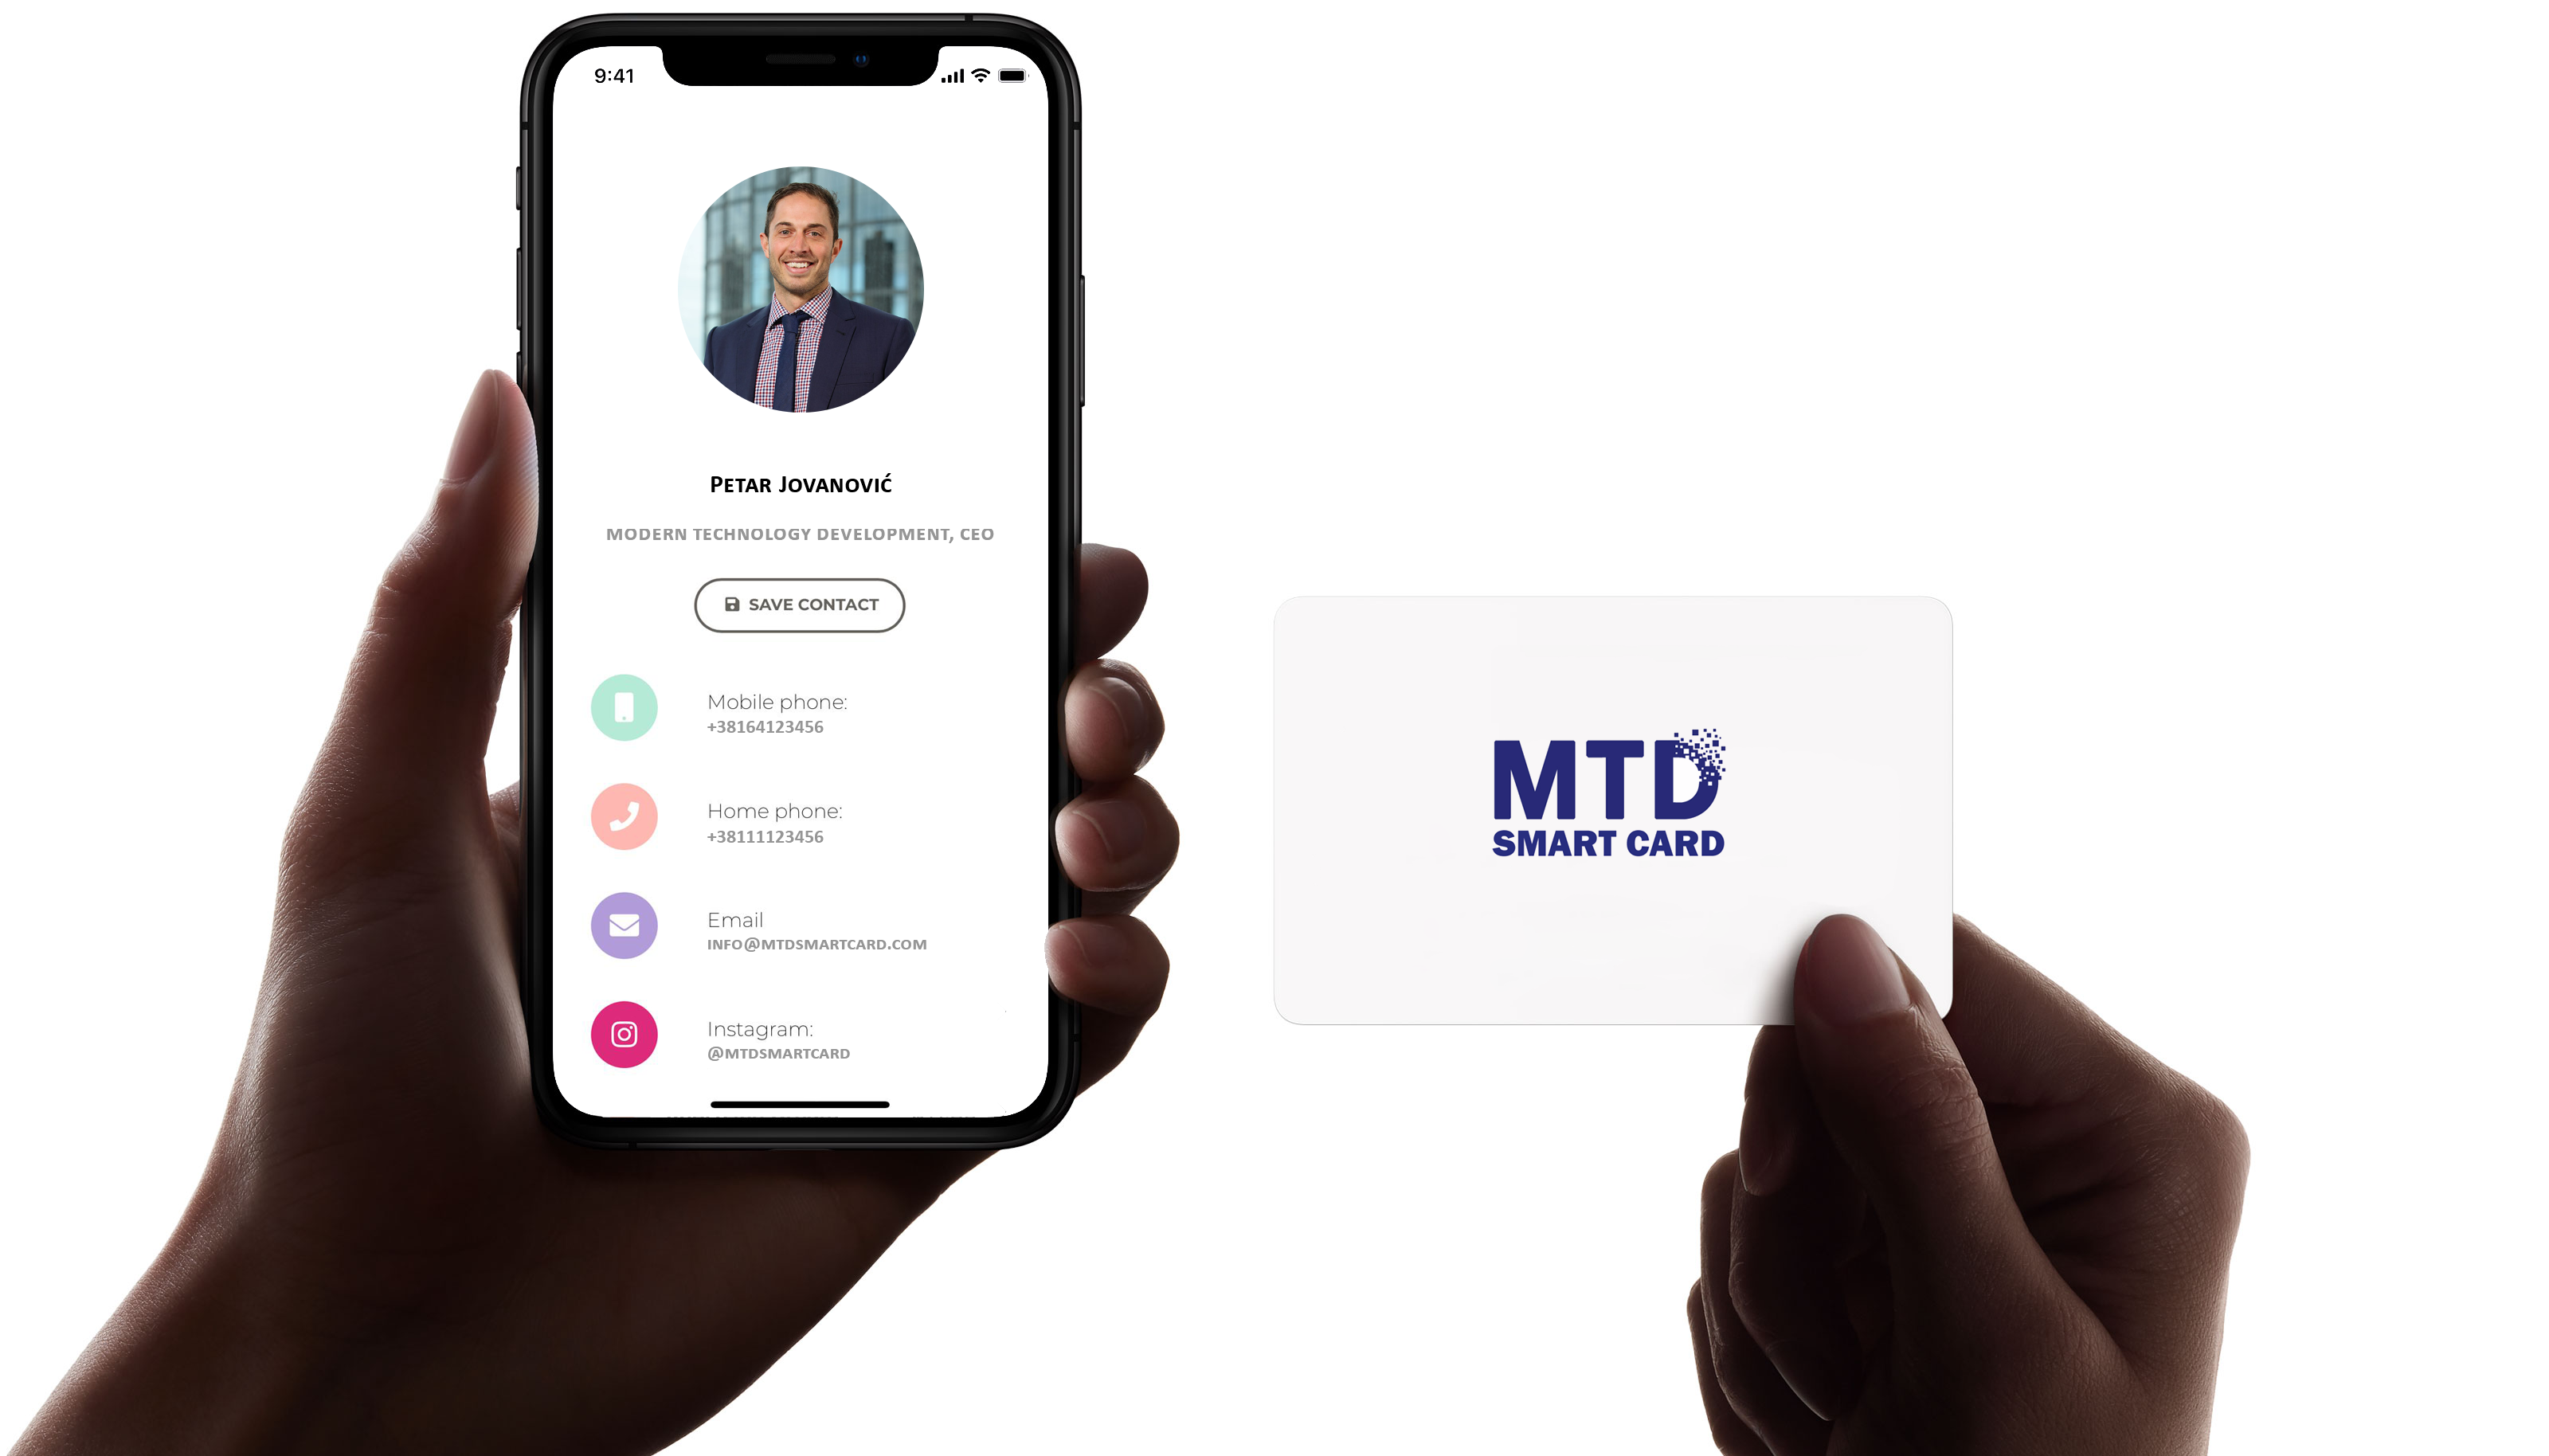 9:41
Petar Jovanović
MODERN TECHNOLOGY DEVELOPMENT, CEO
SAVE CONTACT
Mobile phone:
+38164123456
Home phone:
+38111123456
Email
INFO@MTDSMARTCARD.COM
Instagram:
@MTDSMARTCARD
MTD
SMART CARD